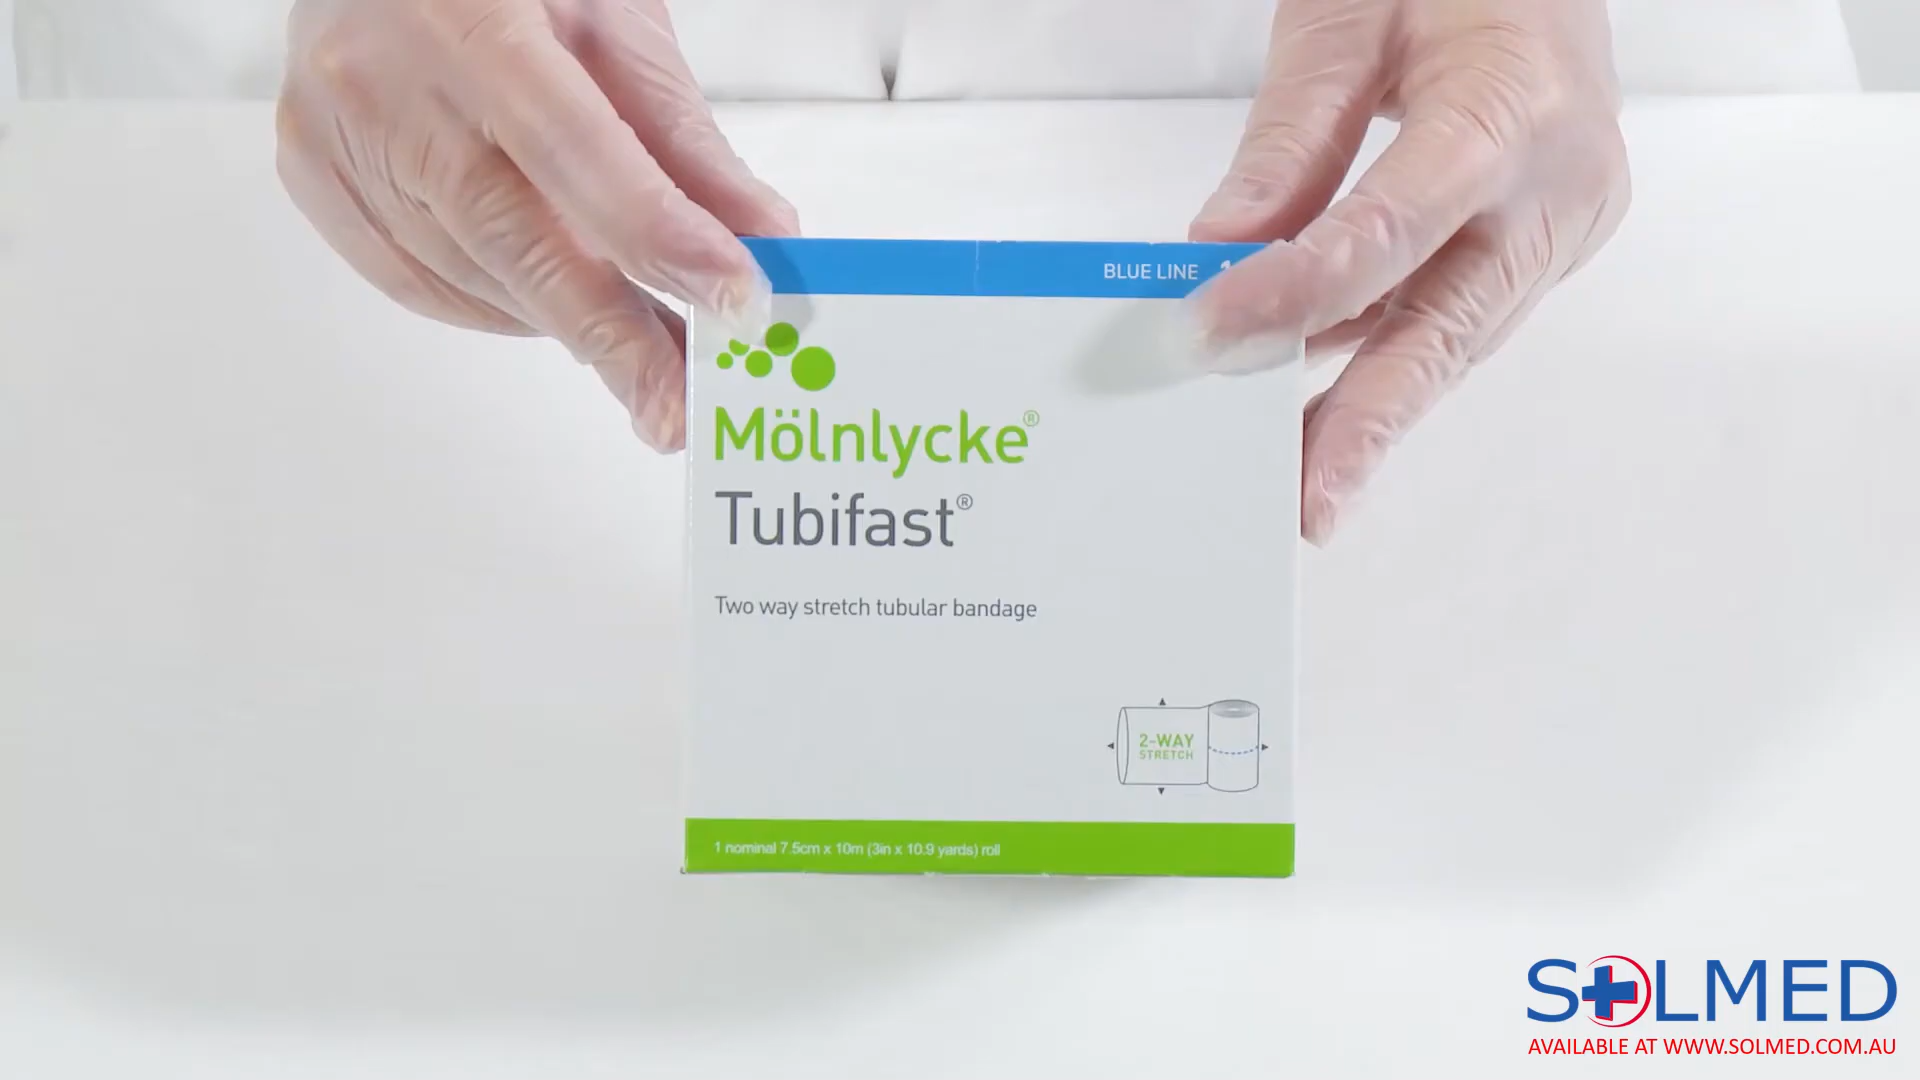 BLUE LINE
Mölnlycke®
Tubifast®
Two way stretch tubular bandage
2-WAY
STRETCH
1 nominal 7.5cm x 10m (3in x 10.9 yards) roll
SOLMED
AVAILABLE AT WWW.SOLMED.COM.AU